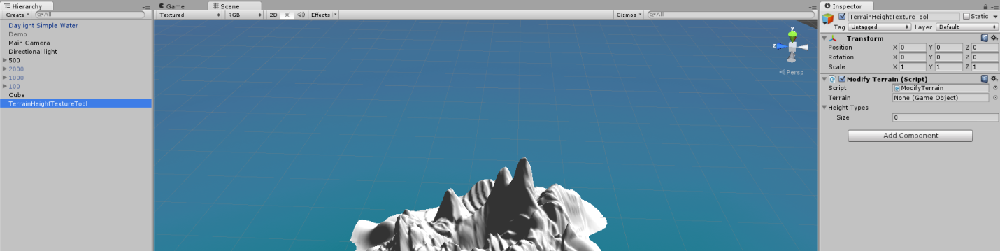 Hierarchy
Create
All
Daylight Simple Water
Demo
Main Camera
Directional light
500
2000
1000
100
Cube
TerrainHeightTextureTool
Game
Scene
Textured
RGB
2D
Effects
Gizmos
All
y
z
Persp
Inspector
TerrainHeightTextureTool
Static
Tag Untagged Layer Default
Transform
Position X 0 Y 0 Z 0
Rotation X 0 Y 0 Z 0
Scale X 1 Y 1 Z 1
Modify Terrain (Script)
Script ModifyTerrain
Terrain None (Game Object)
Height Types
Size 0
Add Component